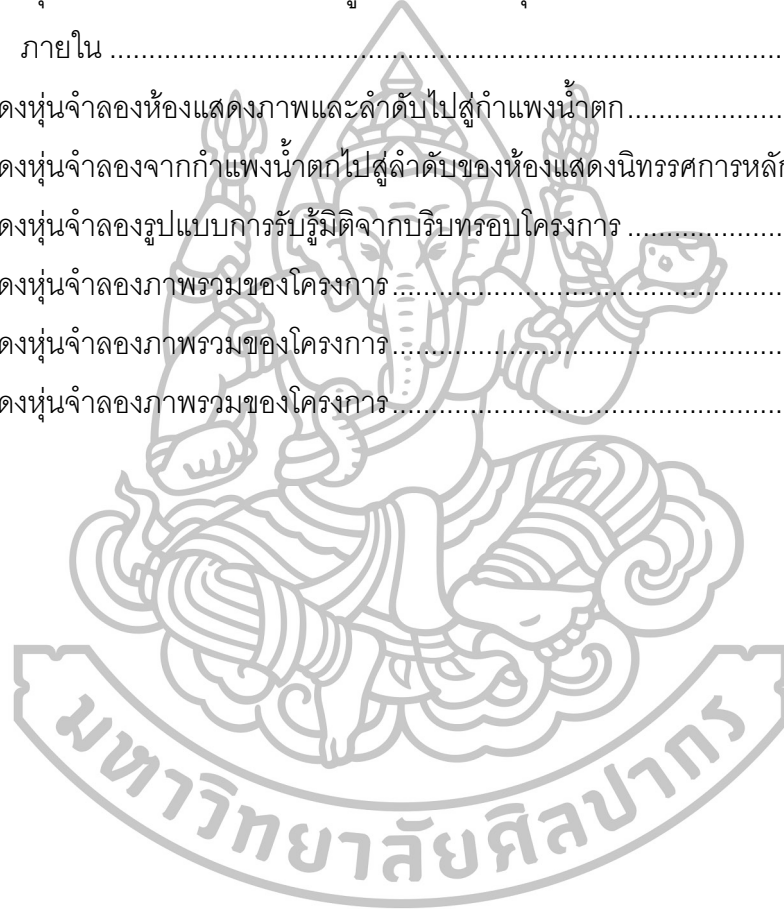 ภายใน ........................................................................................
ดงหุ่นจำลองห้องแสดงภาพและลำดับไปสู่กำแพงน้ำตก....................
ดงหุ่นจำลองจากกำแพงน้ำตกไปสู่ลำดับของห้องแสดงนิทรรศการหลัก
ดงหุ่นจำลองรูปแบบการรับรู้มิติจากบริบทรอบโครงการ ....................
ดงหุ่นจำลองภาพรวมของโครงการ..................................................
ดงหุ่นจำลองภาพรวมของโครงการ..................................................
ดงหุ่นจำลองภาพรวมของโครงการ..................................................
มหาวิทยาลัยศิลปากร